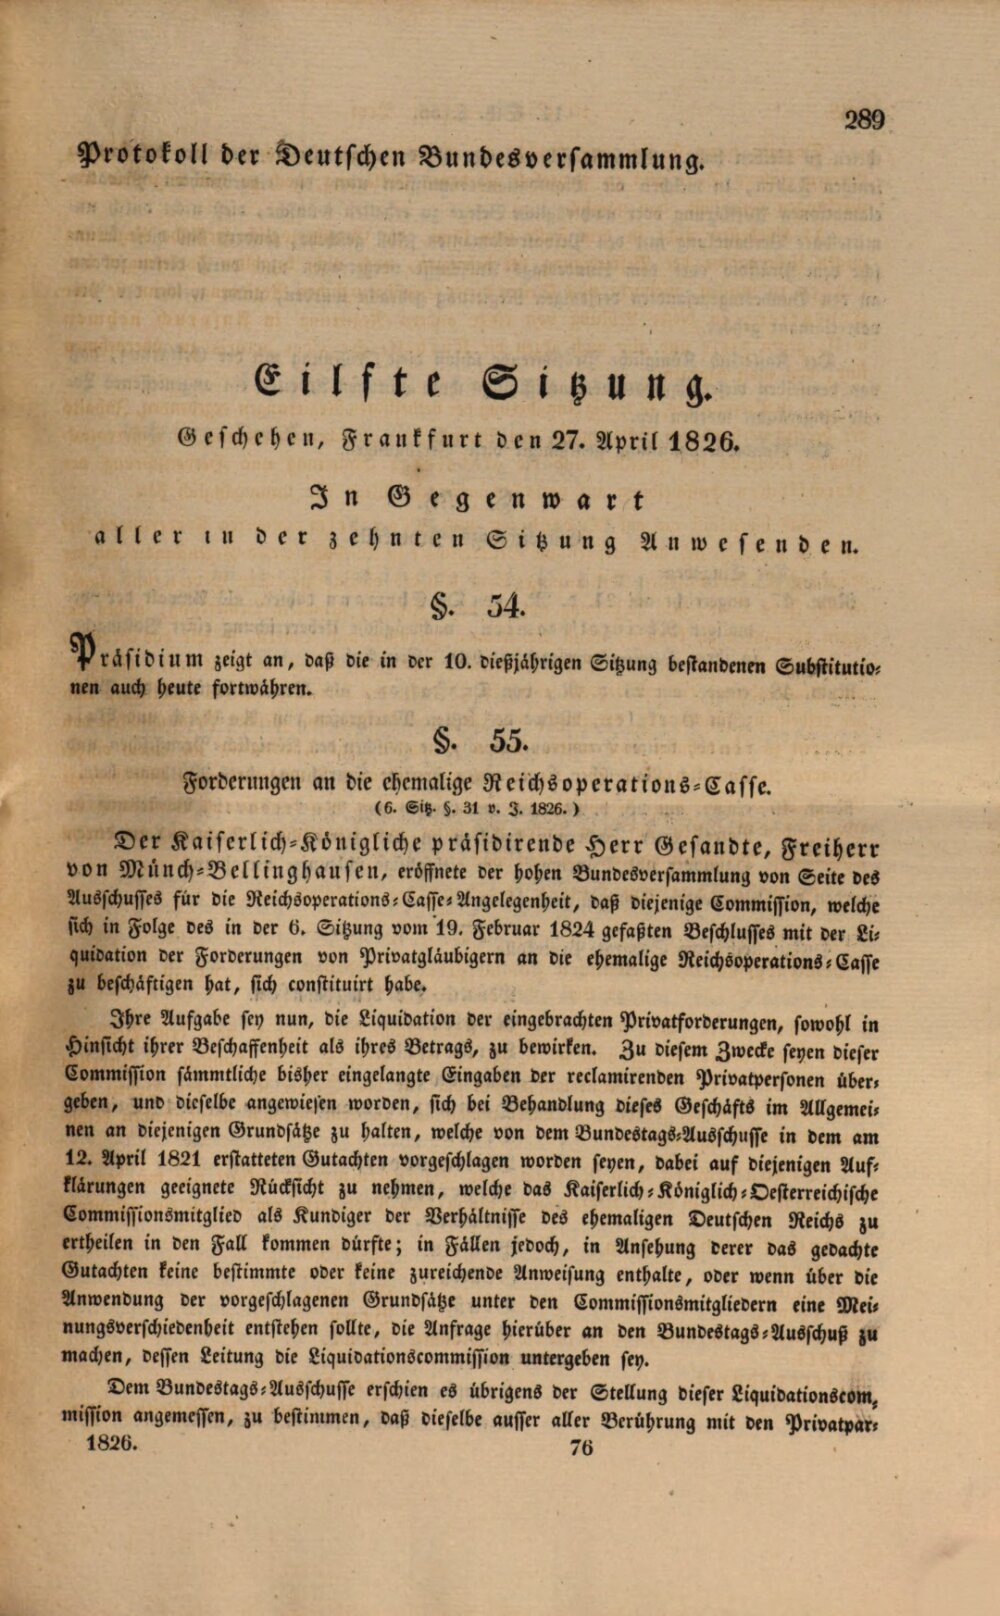 289
Protokoll der Deutschen Bundesversammlung.
Eilfte Sitzung.
Geschehen, Frankfurt den 27. April 1826.
In Gegenwart
aller in der zehnten Sitzung Anwesenden.
§. 54.
Präsidium zeigt an, daß die in der 10. dießjährigen Sitzung bestandenen Substitutio-
nen auch heute fortwähren.
§. 55.
Forderungen an die ehemalige Reichsoperations-Casse.
(6. Sitz. §. 31 v. J. 1826.)
Der Kaiserlich-Königliche präsidirende Herr Gesandte, Freiherr
von Münch-Bellinghausen, eröffnete der hohen Bundesversammlung von Seite des
Ausschusses für die Reichsoperations-Casse-Angelegenheit, daß diejenige Commission, welche
sich in Folge des in der 6. Sitzung vom 19. Februar 1824 gefaßten Beschlusses mit der Li-
quidation der Forderungen von Privatgläubigern an die ehemalige Reichsoperations-Casse
zu beschäftigen hat, sich constituirt habe.
Ihre Aufgabe sey nun, die Liquidation der eingebrachten Privatforderungen, sowohl in
Hinsicht ihrer Beschaffenheit als ihres Betrags, zu bewirken. Zu diesem Zwecke seyen dieser
Commission sämmtliche bisher eingelangte Eingaben der reclamirenden Privatpersonen über-
geben, und dieselbe angewiesen worden, sich bei Behandlung dieses Geschäfts im Allgemei-
nen an diejenigen Grundsätze zu halten, welche von dem Bundestags-Ausschusse in dem am
12. April 1821 erstatteten Gutachten vorgeschlagen worden seyen, dabei auf diejenigen Auf-
klärungen geeignete Rücksicht zu nehmen, welche das Kaiserlich-Königlich-Oesterreichische
Commissionsmitglied als Kundiger der Verhältnisse des ehemaligen Deutschen Reichs zu
ertheilen in den Fall kommen dürfte; in Fällen jedoch, in Ansehung derer das gedachte
Gutachten keine bestimmte oder keine zureichende Anweisung enthalte, oder wenn über die
Anwendung der vorgeschlagenen Grundsätze unter den Commissionsmitgliedern eine Mei-
nungsverschiedenheit entstehen sollte, die Anfrage hierüber an den Bundestags-Ausschuß zu
machen, dessen Leitung die Liquidationscommission untergeben sey.
Dem Bundestags-Ausschusse erschien es übrigens der Stellung dieser Liquidationscom-
mission angemessen, zu bestimmen, daß dieselbe ausser aller Berührung mit den Privatpar-
1826.
76